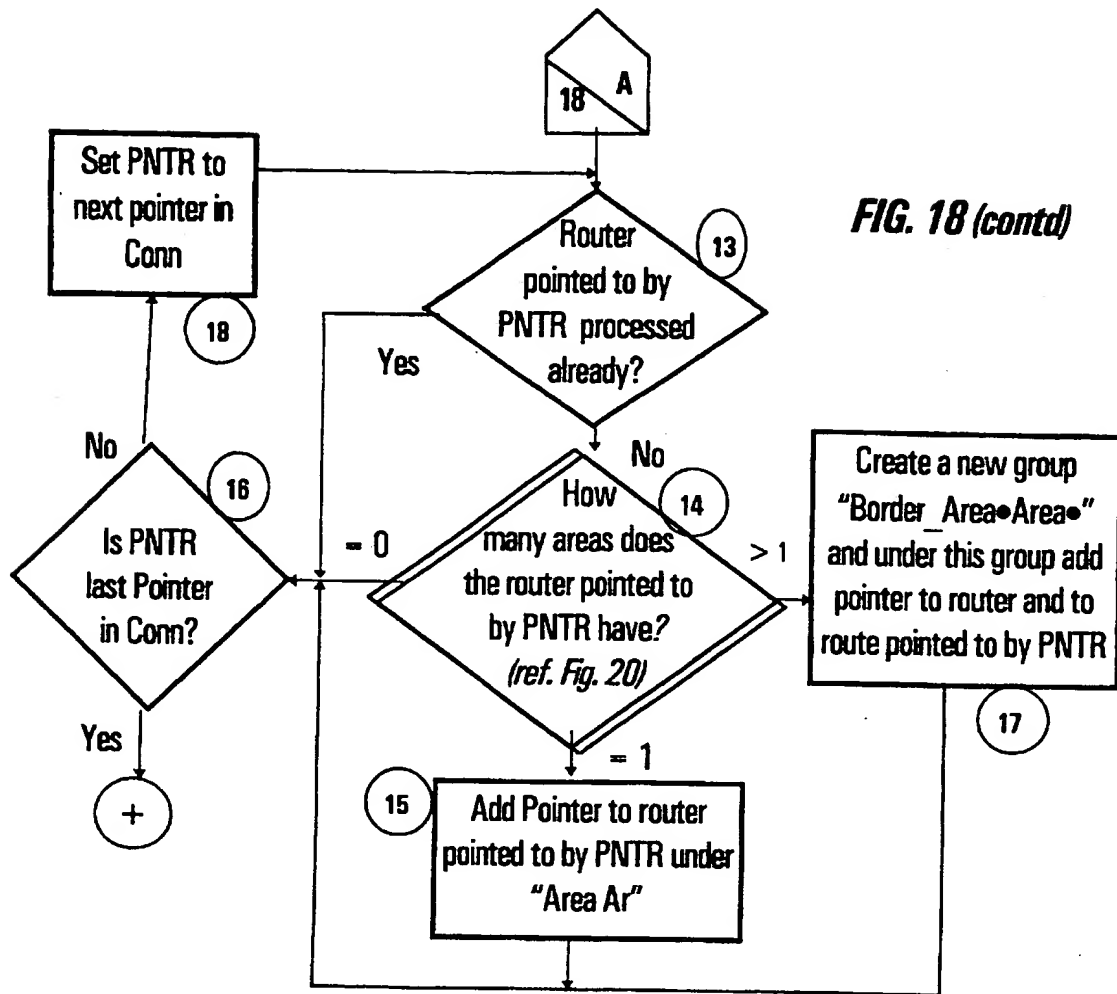 A
18
Set PNTR to
next pointer in
Conn
18
FIG. 18 (contd)
Router
pointed to by
PNTR processed
already?
13
Yes
No
No
16
Is PNTR
last Pointer
in Conn?
Yes
+
= 0
How
many areas does
the router pointed to
by PNTR have?
(ref. Fig. 20)
14
> 1
Create a new group
"Border_Area•Area•"
and under this group add
pointer to router and to
route pointed to by PNTR
17
= 1
15
Add Pointer to router
pointed to by PNTR under
"Area Ar"